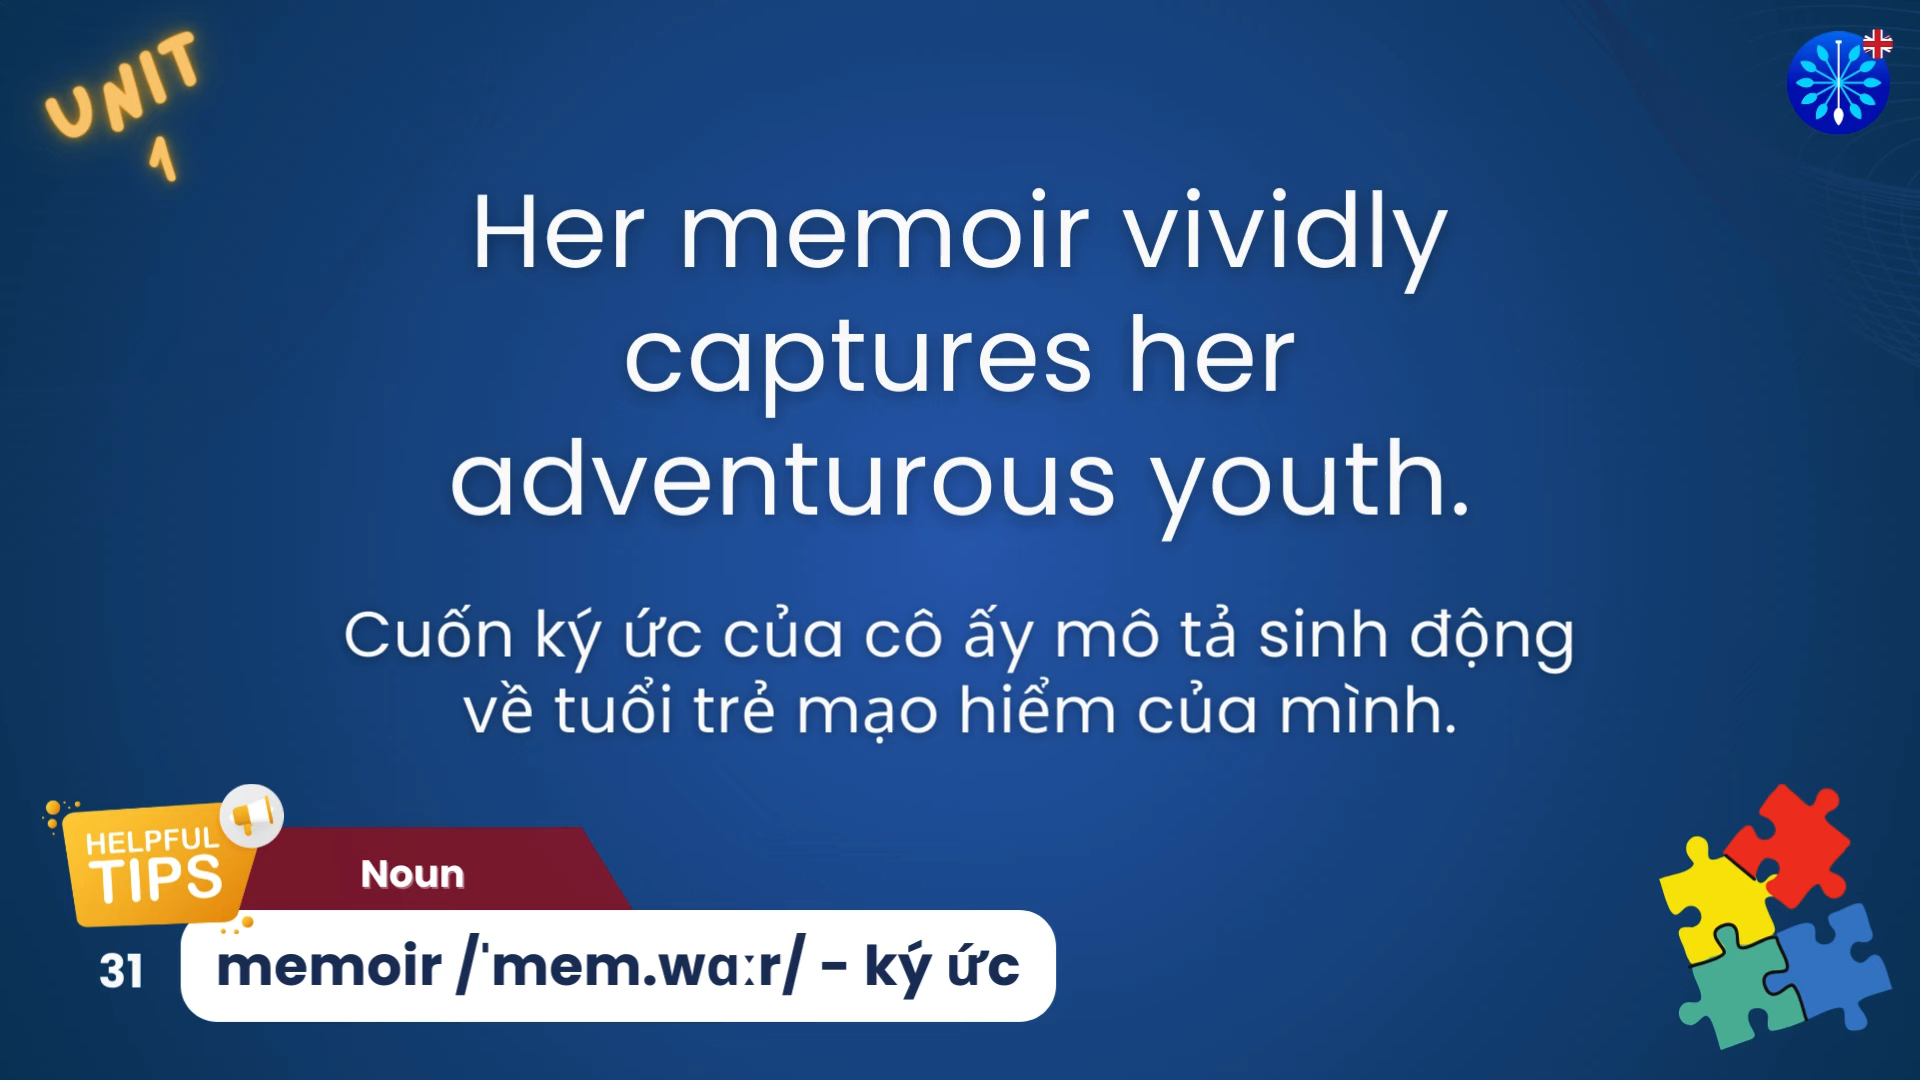 UNIT
1
Her memoir vividly
captures her
adventurous youth.
Cuốn ký ức của cô ấy mô tả sinh động
về tuổi trẻ mạo hiểm của mình.
HELPFUL
TIPS
Noun
31
memoir /ˈmem.wɑːr/ - ký ức